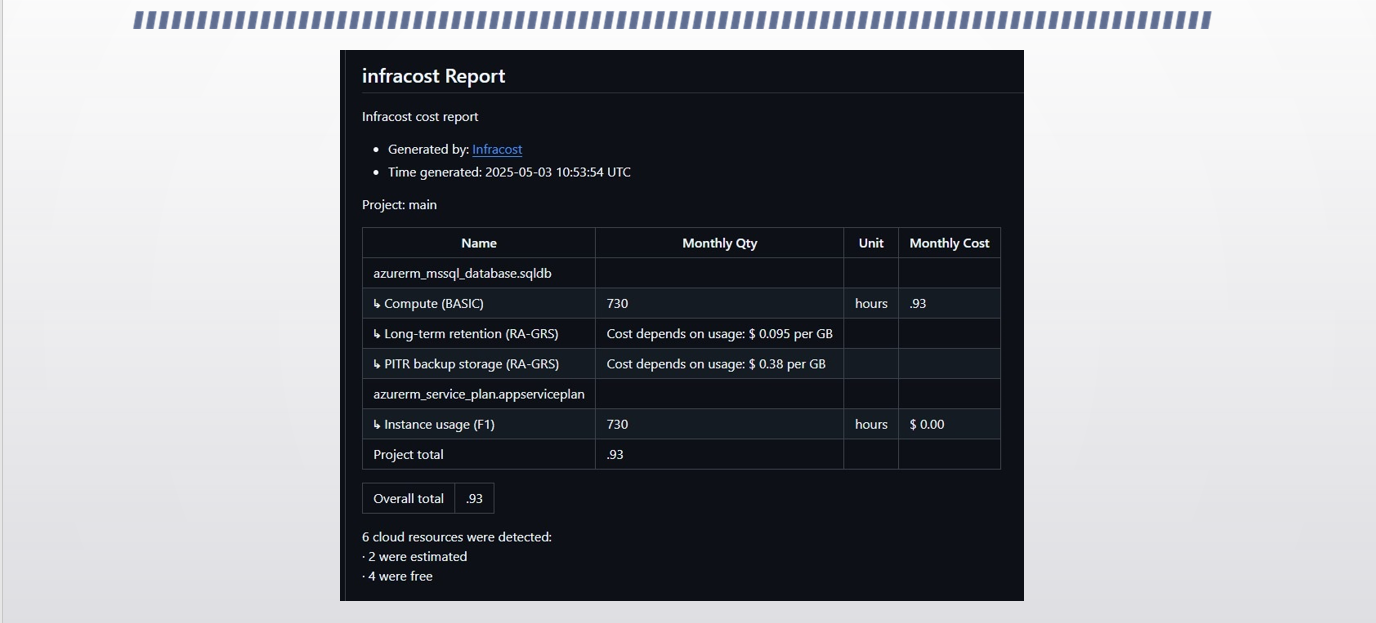 infracost Report
Infracost cost report
• Generated by: Infracost
• Time generated: 2025-05-03 10:53:54 UTC
Project: main
Name Monthly Qty Unit Monthly Cost
azurerm_mssql_database.sqldb
↳ Compute (BASIC) 730 hours .93
↳ Long-term retention (RA-GRS) Cost depends on usage: $ 0.095 per GB
↳ PITR backup storage (RA-GRS) Cost depends on usage: $ 0.38 per GB
azurerm_service_plan.appserviceplan
↳ Instance usage (F1) 730 hours $ 0.00
Project total .93
Overall total .93
6 cloud resources were detected:
· 2 were estimated
· 4 were free